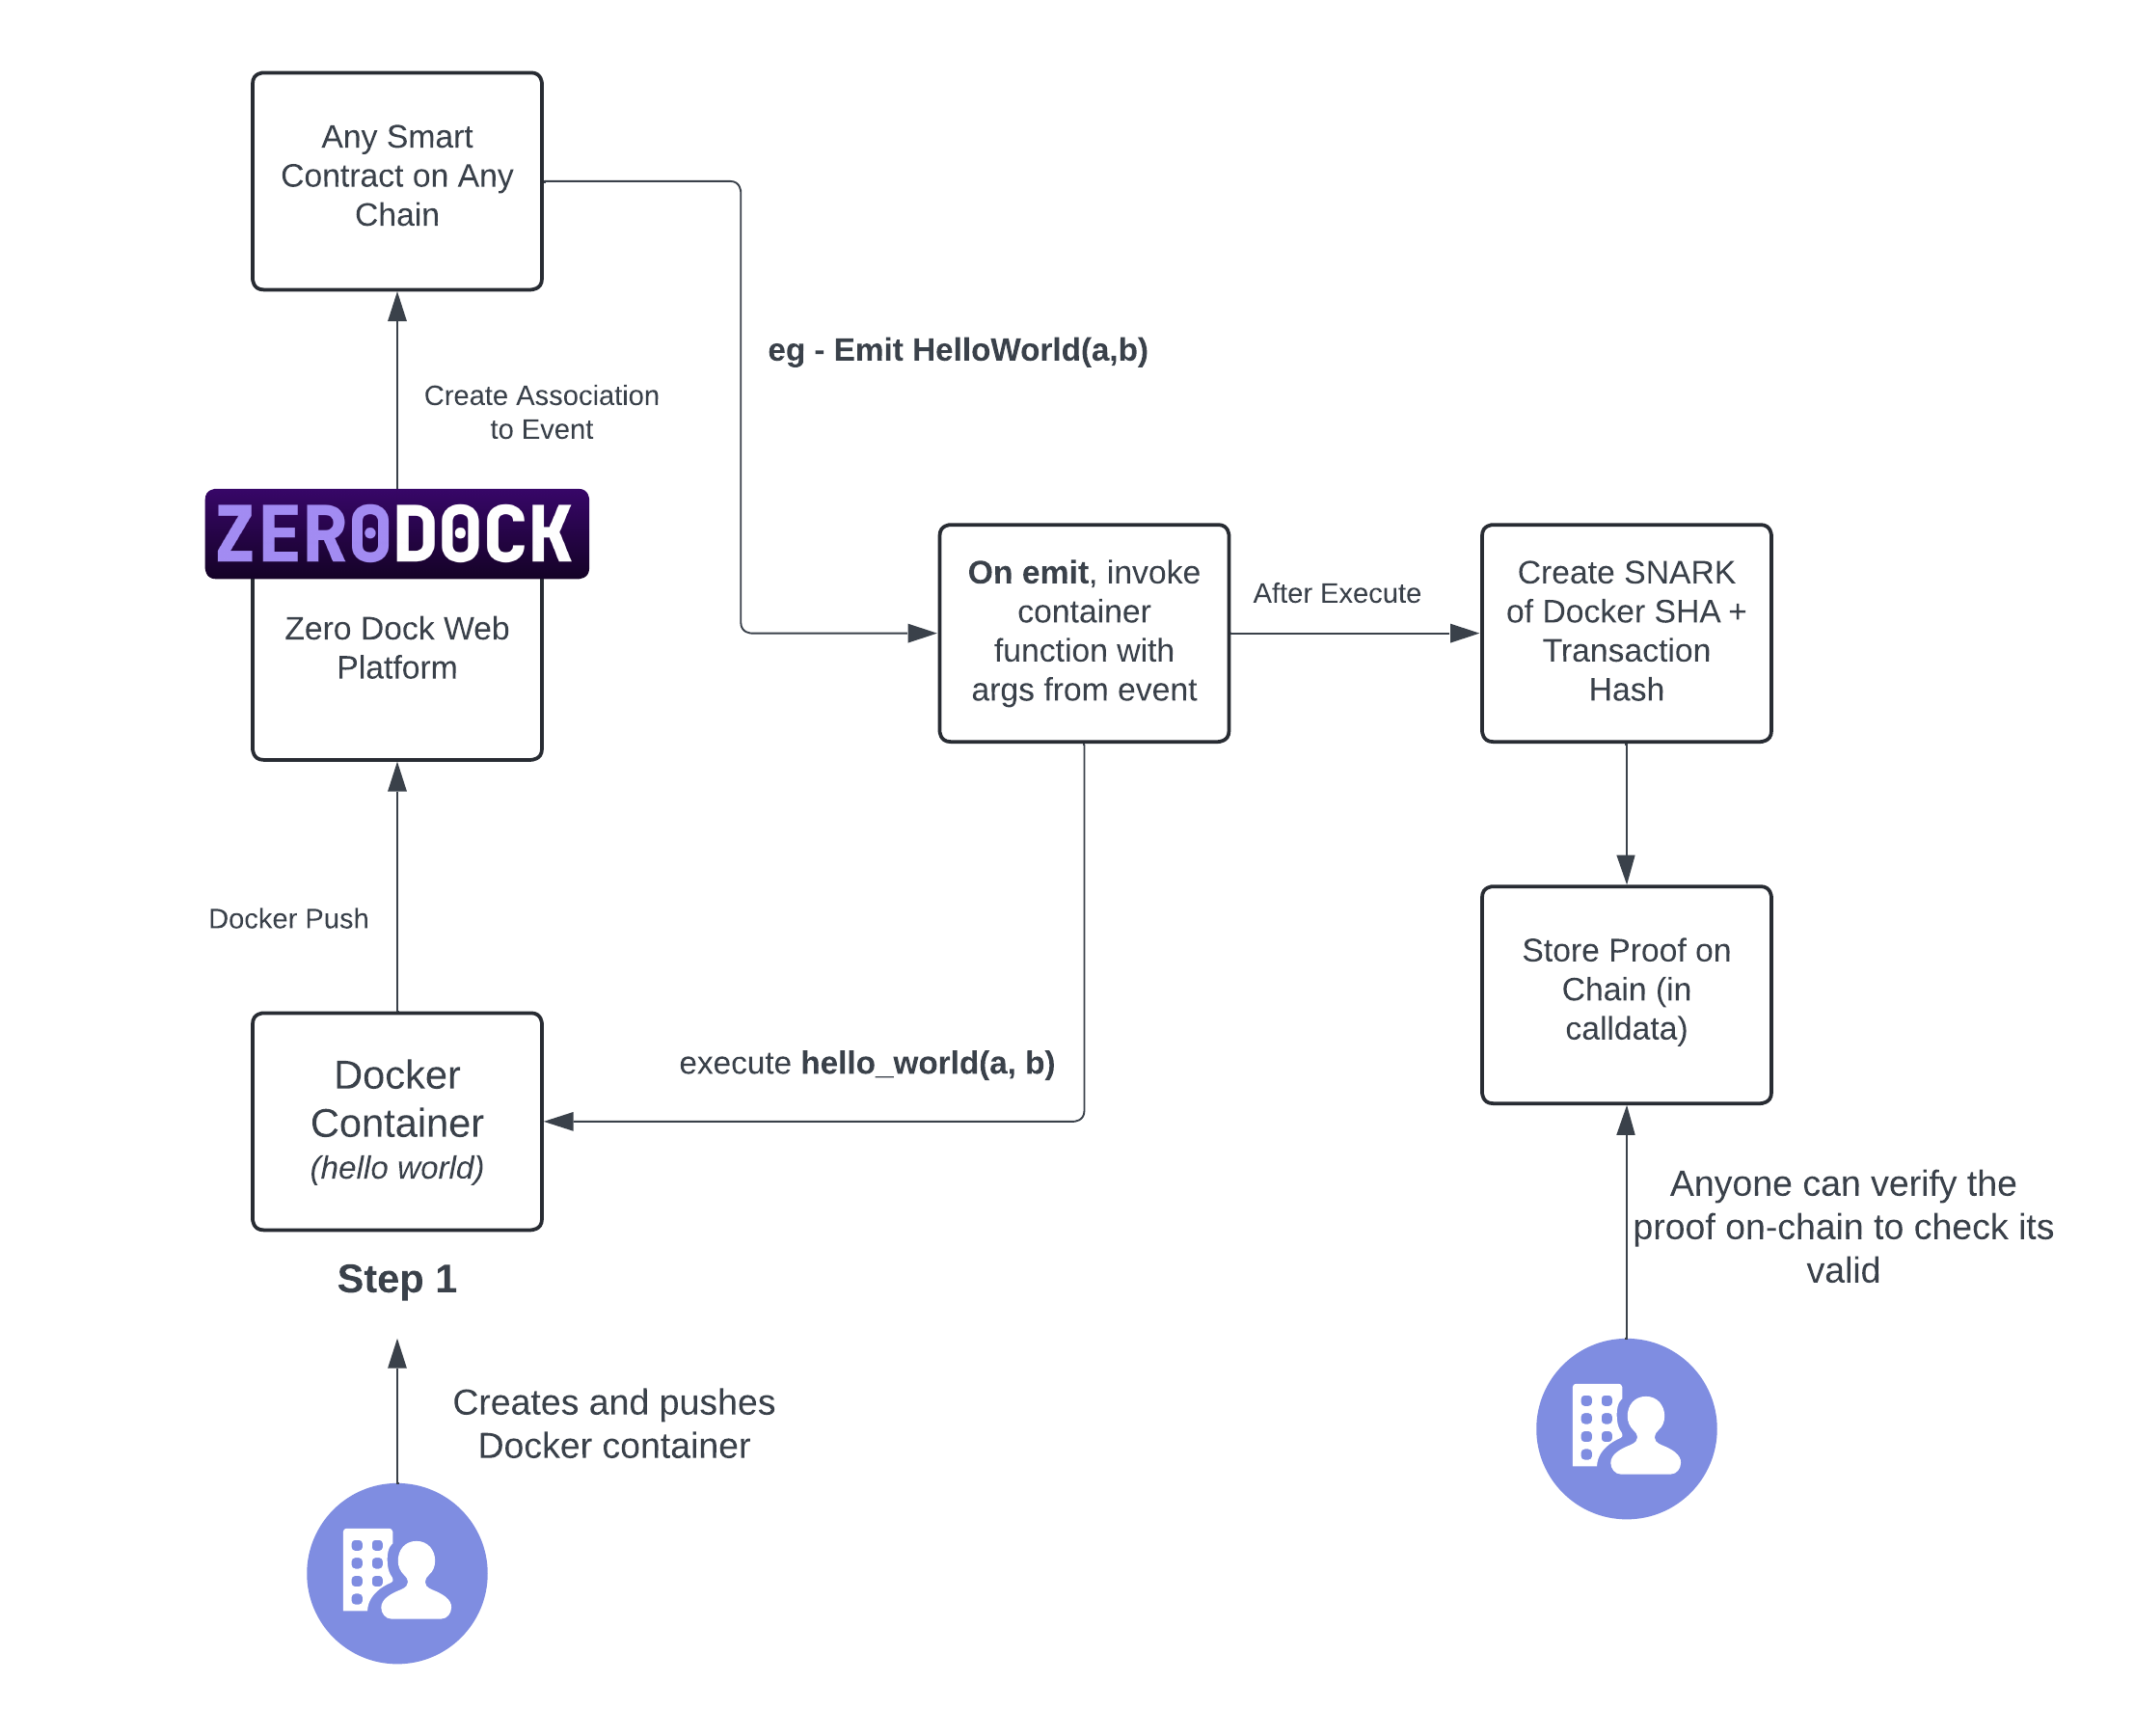 Any Smart
Contract on Any
Chain
eg - Emit HelloWorld(a,b)
Create Association
to Event
ZERODOCK
Zero Dock Web
Platform
On emit, invoke
container
function with
args from event
After Execute
Create SNARK
of Docker SHA +
Transaction
Hash
Docker Push
Store Proof on
Chain (in
calldata)
Docker
Container
(hello world)
execute hello_world(a, b)
Step 1
Anyone can verify the
proof on-chain to check its
valid
Creates and pushes
Docker container